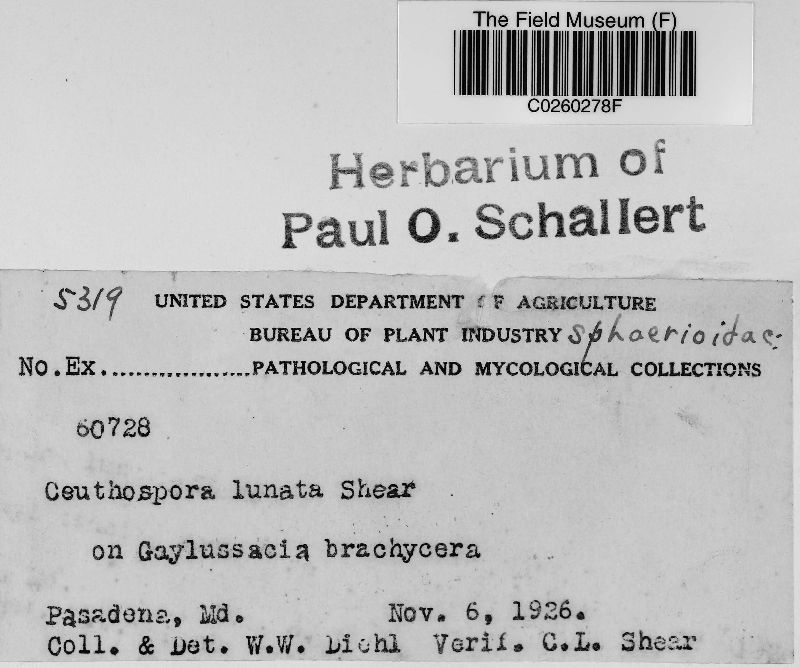 The Field Museum (F)
C0260278F
Herbarium of
Paul O. Schallert
5319 UNITED STATES DEPARTMENT OF AGRICULTURE
BUREAU OF PLANT INDUSTRY Sphaerioidac.
No.Ex...................PATHOLOGICAL AND MYCOLOGICAL COLLECTIONS
60728
Ceuthospora lunata Shear
on Gaylussacia brachycera
Pasadena, Md. Nov. 6, 1926.
Coll. & Det. W.W. Diehl Verif. C.L. Shear